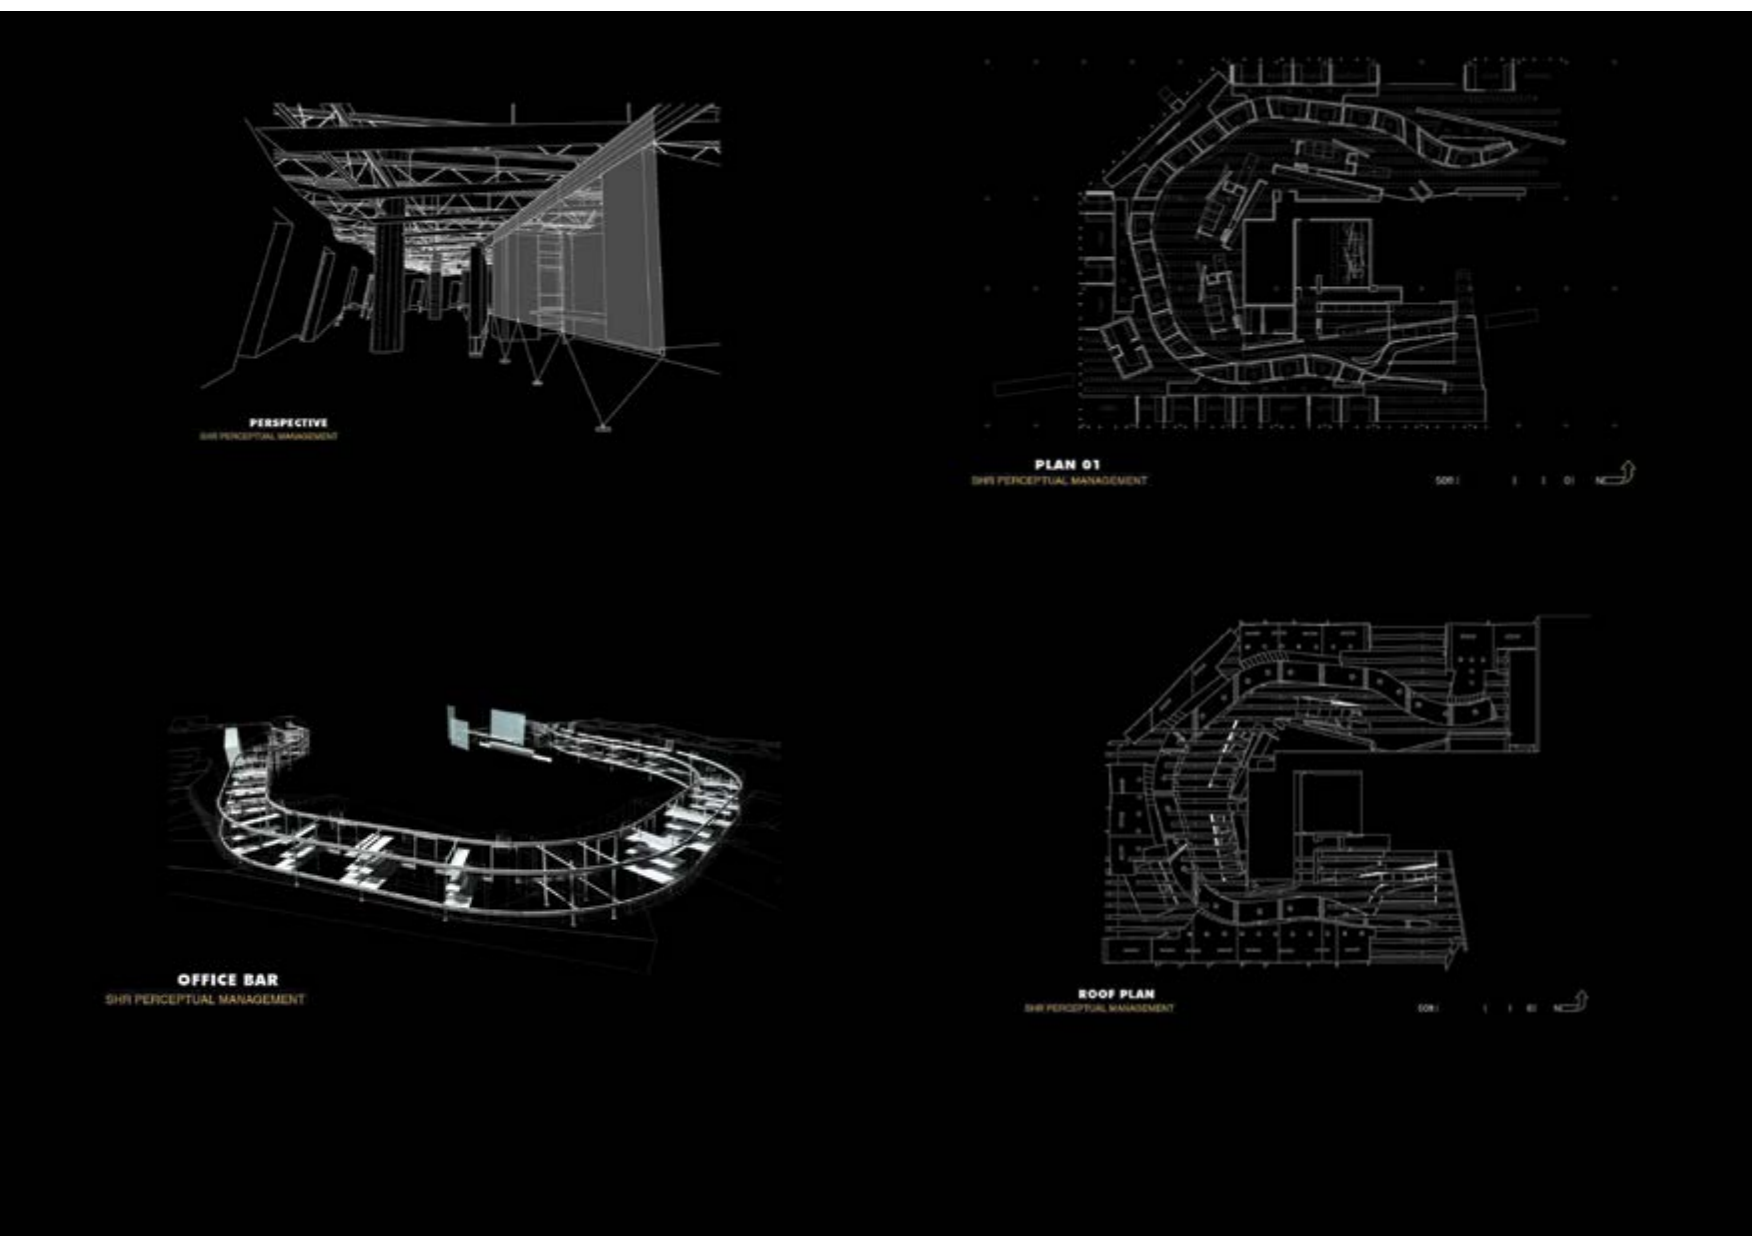 PERSPECTIVE
SHR PERCEPTUAL MANAGEMENT
PLAN 01
SHR PERCEPTUAL MANAGEMENT
N
OFFICE BAR
SHR PERCEPTUAL MANAGEMENT
ROOF PLAN
SHR PERCEPTUAL MANAGEMENT
N